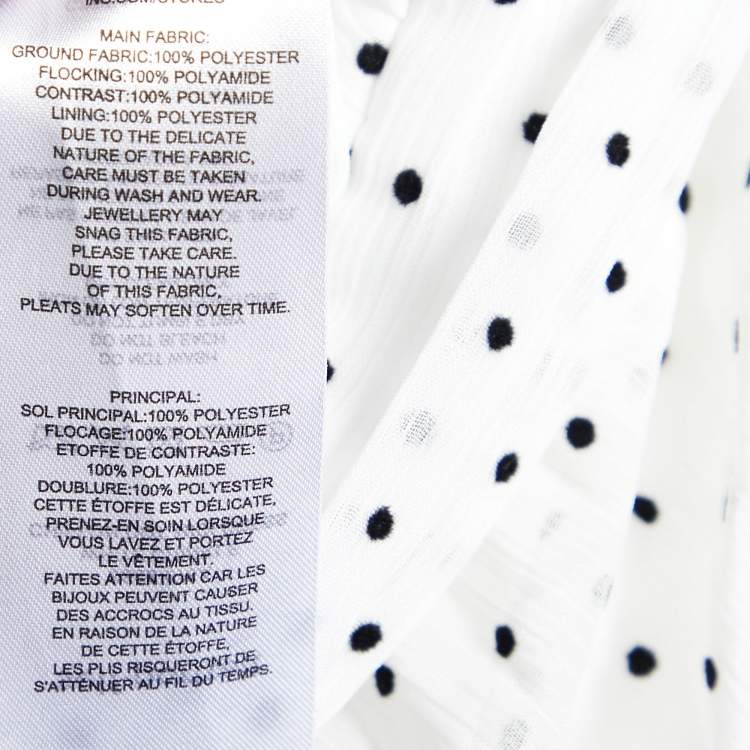 MAIN FABRIC:
GROUND FABRIC:100% POLYESTER
FLOCKING:100% POLYAMIDE
CONTRAST:100% POLYAMIDE
LINING:100% POLYESTER
DUE TO THE DELICATE
NATURE OF THE FABRIC,
CARE MUST BE TAKEN
DURING WASH AND WEAR.
JEWELLERY MAY
SNAG THIS FABRIC,
PLEASE TAKE CARE.
DUE TO THE NATURE
OF THIS FABRIC,
PLEATS MAY SOFTEN OVER TIME.
PRINCIPAL:
SOL PRINCIPAL:100% POLYESTER
FLOCAGE:100% POLYAMIDE
ETOFFE DE CONTRASTE:
100% POLYAMIDE
DOUBLURE:100% POLYESTER
CETTE ÉTOFFE EST DÉLICATE,
PRENEZ-EN SOIN LORSQUE
VOUS LAVEZ ET PORTEZ
LE VÊTEMENT.
FAITES ATTENTION CAR LES
BIJOUX PEUVENT CAUSER
DES ACCROCS AU TISSU.
EN RAISON DE LA NATURE
DE CETTE ÉTOFFE,
LES PLIS RISQUERONT DE
S'ATTÉNUER AU FIL DU TEMPS.